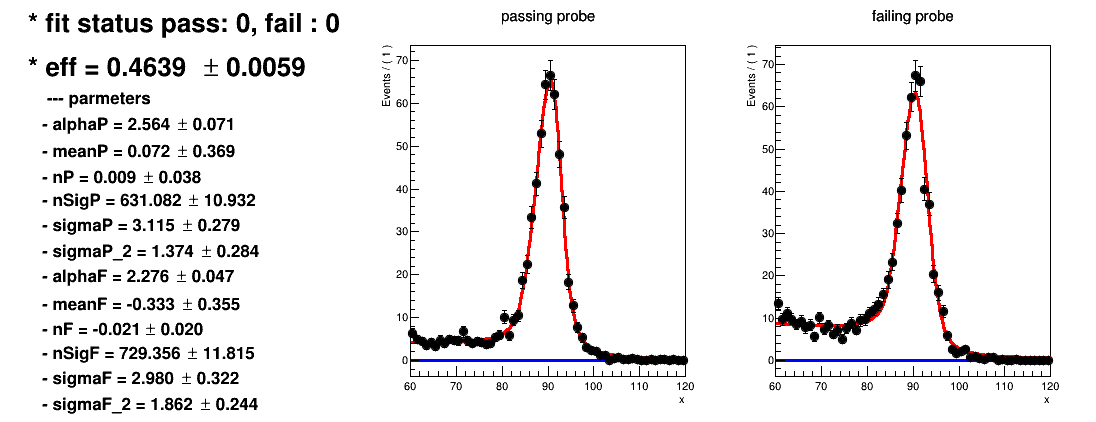 * fit status pass: 0, fail : 0
* eff = 0.4639 ± 0.0059
--- parmeters
- alphaP = 2.564 ± 0.071
- meanP = 0.072 ± 0.369
- nP = 0.009 ± 0.038
- nSigP = 631.082 ± 10.932
- sigmaP = 3.115 ± 0.279
- sigmaP_2 = 1.374 ± 0.284
- alphaF = 2.276 ± 0.047
- meanF = -0.333 ± 0.355
- nF = -0.021 ± 0.020
- nSigF = 729.356 ± 11.815
- sigmaF = 2.980 ± 0.322
- sigmaF_2 = 1.862 ± 0.244
passing probe
Events / ( 1 )
70
60
50
40
30
20
10
0
60 70 80 90 100 110 120
x
failing probe
Events / ( 1 )
70
60
50
40
30
20
10
0
60 70 80 90 100 110 120
x